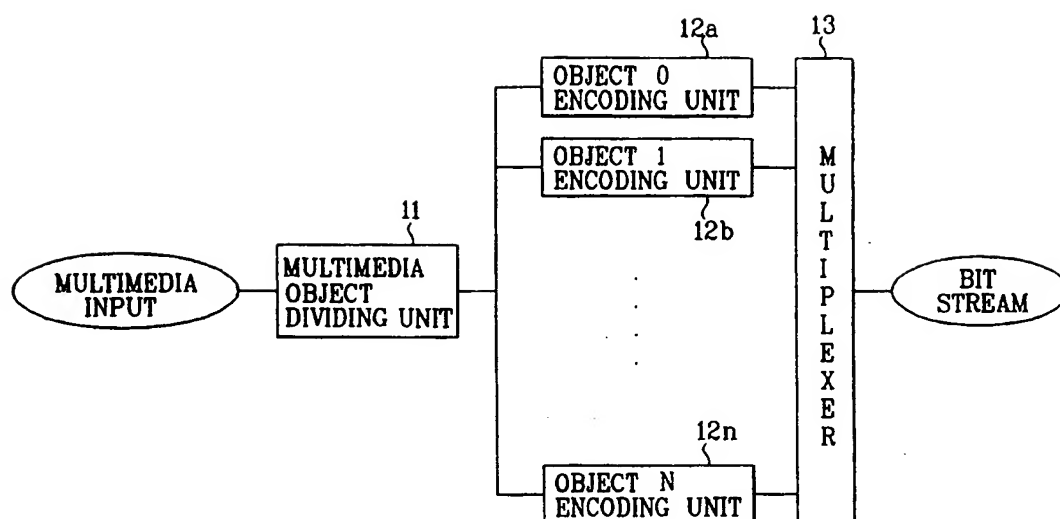 12a
13
OBJECT 0
ENCODING UNIT
OBJECT 1
ENCODING UNIT
12b
11
MULTIMEDIA
INPUT
MULTIMEDIA
OBJECT
DIVIDING UNIT
MULTIPLEXER
BIT
STREAM
12n
OBJECT N
ENCODING UNIT